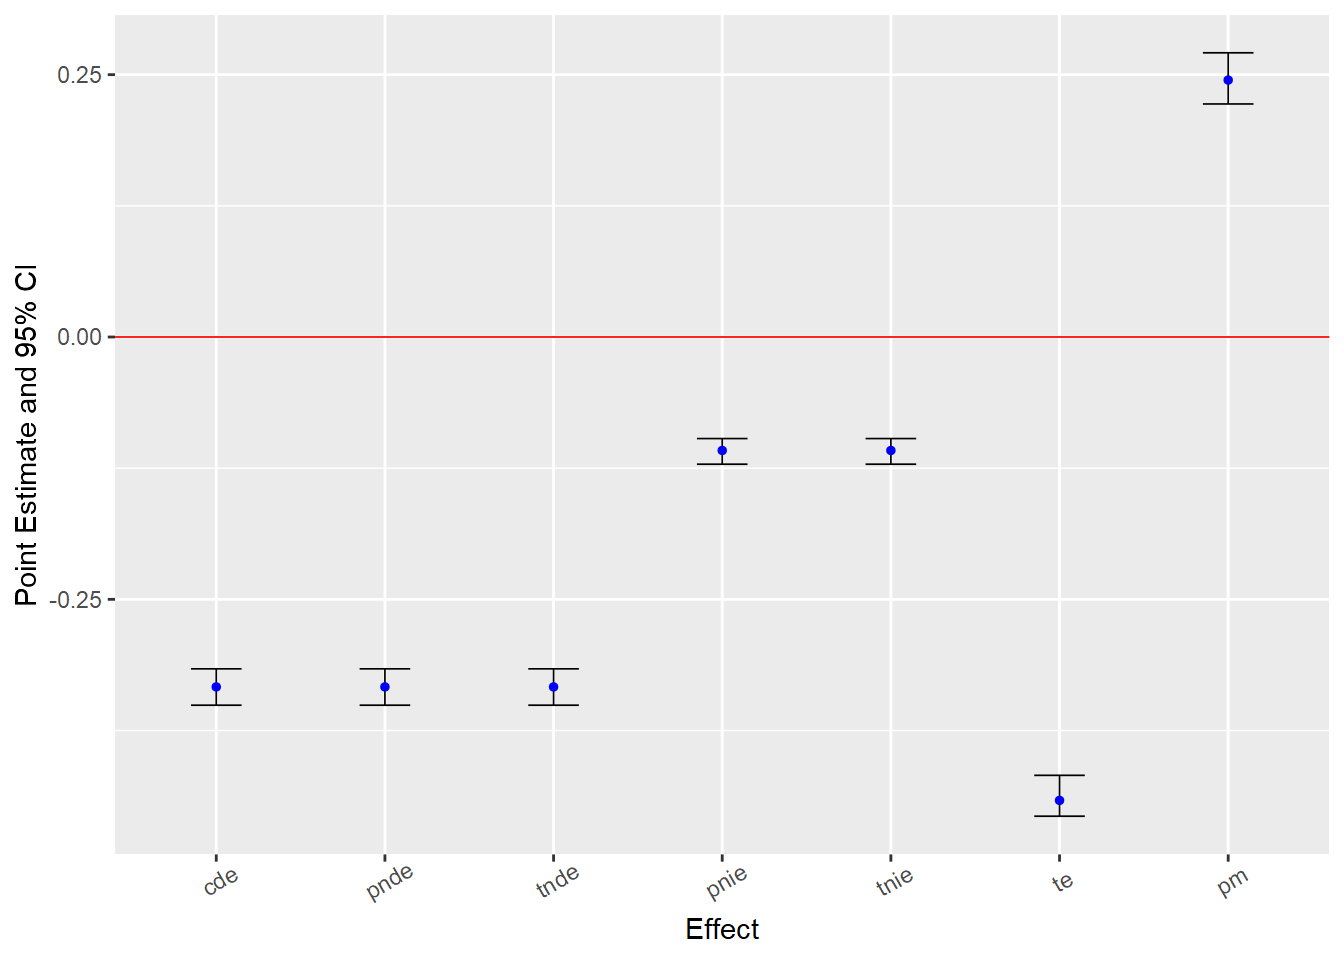 Point Estimate and 95% CI
0.25
0.00
-0.25
cde
pnde
tnde
pnie
tnie
te
pm
Effect